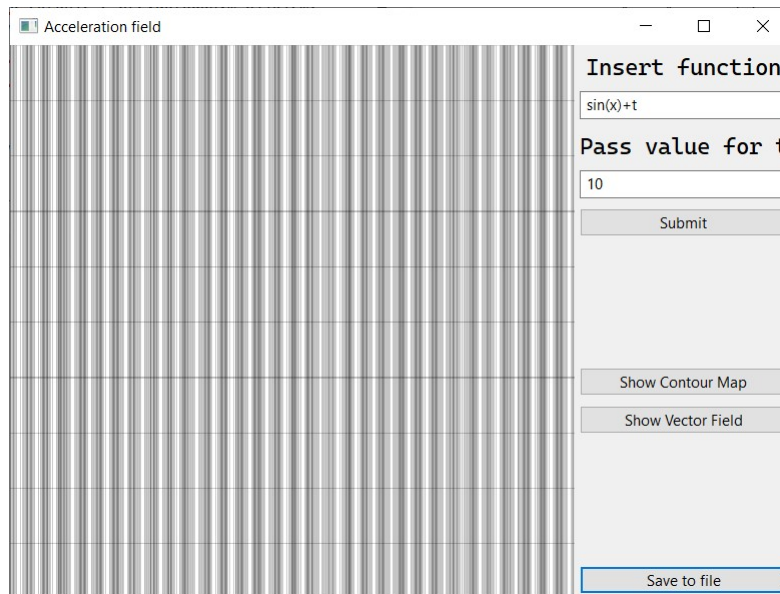 Acceleration field
Insert function
sin(x)+t
Pass value for t
10
Submit
Show Contour Map
Show Vector Field
Save to file